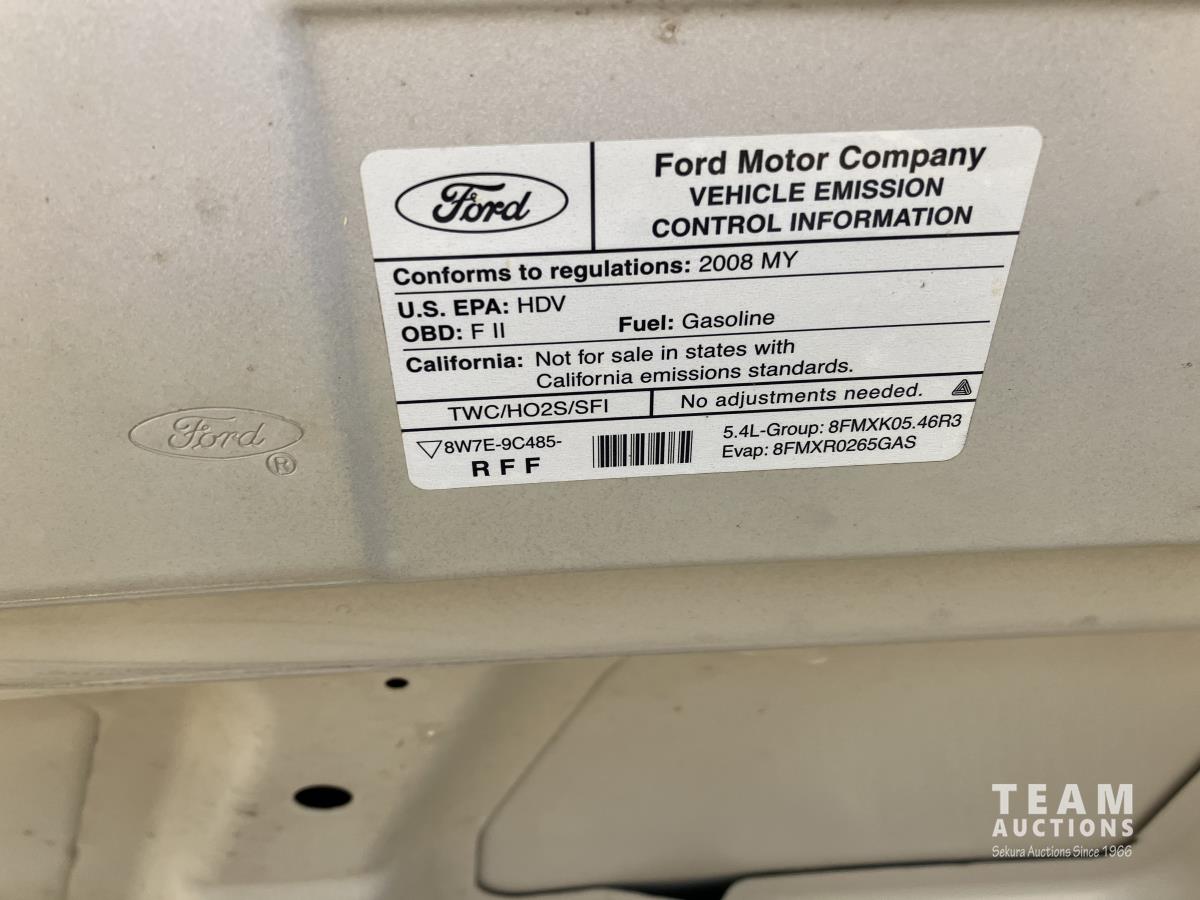 Ford
Ford Motor Company
VEHICLE EMISSION
CONTROL INFORMATION
Conforms to regulations: 2008 MY
U.S. EPA: HDV
OBD: F II Fuel: Gasoline
California: Not for sale in states with
California emissions standards.
TWC/HO2S/SFI No adjustments needed.
8W7E-9C485-
RFF
5.4L-Group: 8FMXK05.46R3
Evap: 8FMXR0265GAS
Ford
®
TEAM
AUCTIONS
Sekura Auctions Since 1966